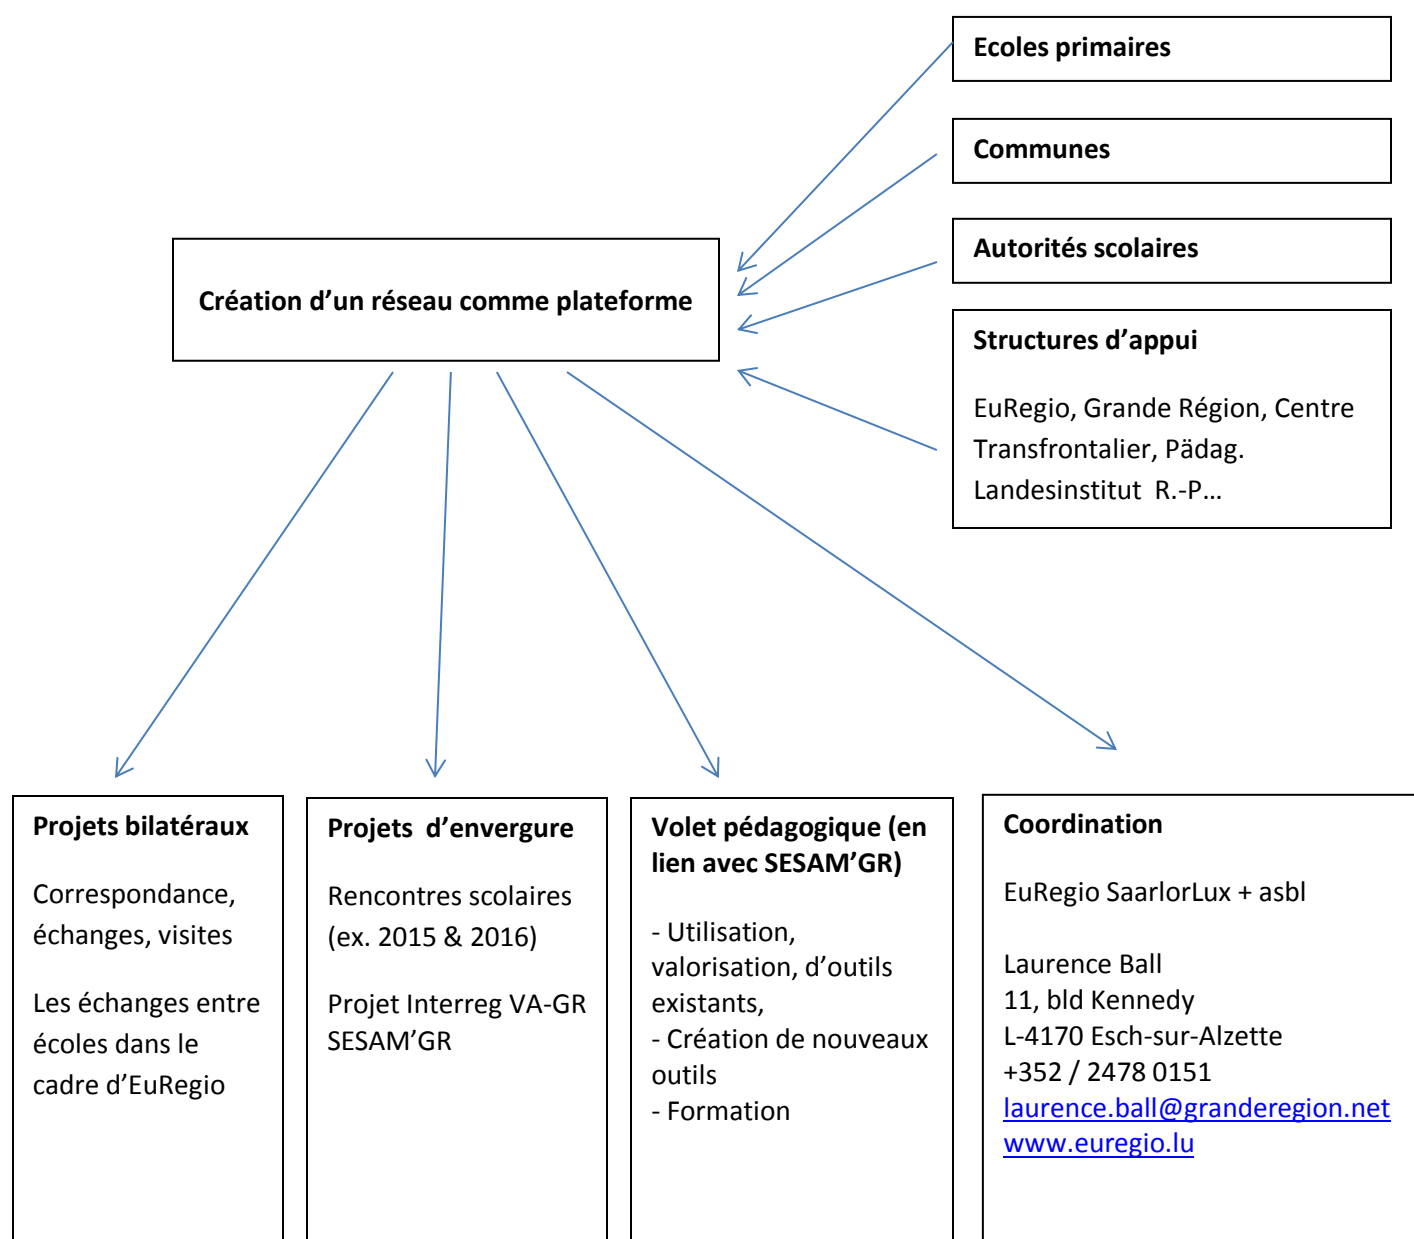 Ecoles primaires
Communes
Autorités scolaires
Création d’un réseau comme plateforme
Structures d’appui
EuRegio, Grande Région, Centre
Transfrontalier, Pädag.
Landesinstitut  R.-P…
Projets bilatéraux
Correspondance,
échanges, visites
Les échanges entre
écoles dans le
cadre d’EuRegio
Projets  d’envergure
Rencontres scolaires
(ex. 2015 & 2016)
Projet Interreg VA-GR
SESAM’GR
Volet pédagogique (en
lien avec SESAM’GR)
- Utilisation,
valorisation, d’outils
existants,
- Création de nouveaux
outils
- Formation
Coordination
EuRegio SaarlorLux + asbl
Laurence Ball
11, bld Kennedy
L-4170 Esch-sur-Alzette
+352 / 2478 0151
laurence.ball@granderegion.net
www.euregio.lu